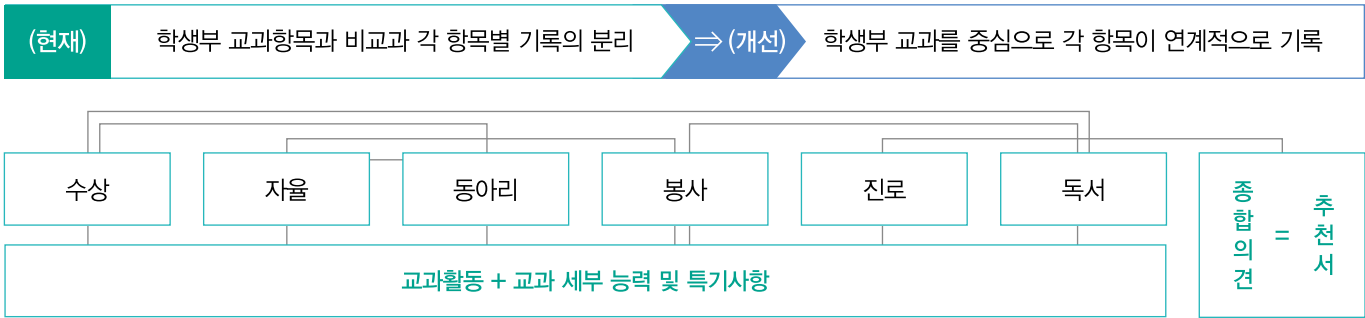 (현재) 학생부 교과항목과 비교과 각 항목별 기록의 분리 ⇒ (개선) 학생부 교과를 중심으로 각 항목이 연계적으로 기록
수상 자율 동아리 봉사 진로 독서
교과활동 + 교과 세부 능력 및 특기사항
종합의견 = 추천서